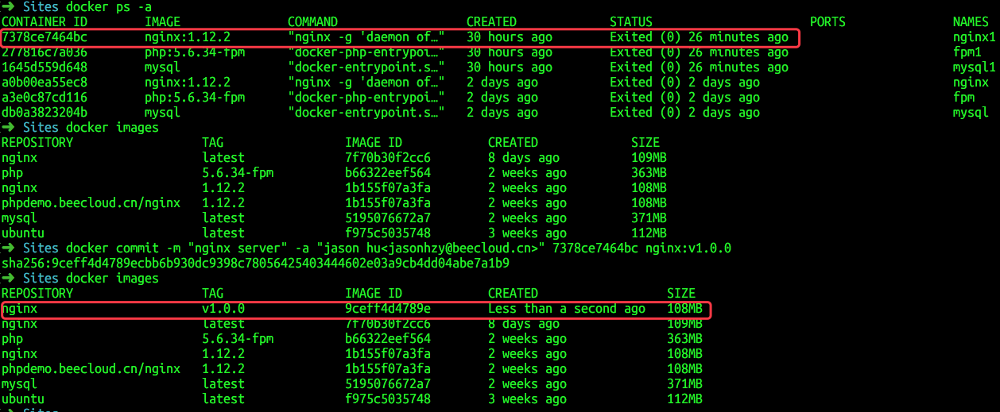 ➜ Sites docker ps -a
CONTAINER ID IMAGE COMMAND CREATED STATUS PORTS NAMES
7378ce7464bc nginx:1.12.2 "nginx -g 'daemon of…" 30 hours ago Exited (0) 26 minutes ago nginx1
277816c7a036 php:5.6.34-fpm "docker-php-entrypoi…" 30 hours ago Exited (0) 26 minutes ago fpm1
1645d559d648 mysql "docker-entrypoint.s…" 30 hours ago Exited (0) 26 minutes ago mysql1
a0b00ea55ec8 nginx:1.12.2 "nginx -g 'daemon of…" 2 days ago Exited (0) 2 days ago nginx
a3e0c87cd116 php:5.6.34-fpm "docker-php-entrypoi…" 2 days ago Exited (0) 2 days ago fpm
db0a3823204b mysql "docker-entrypoint.s…" 2 days ago Exited (0) 2 days ago mysql
➜ Sites docker images
REPOSITORY TAG IMAGE ID CREATED SIZE
nginx latest 7f70b30f2cc6 8 days ago 109MB
php 5.6.34-fpm b66322eef564 2 weeks ago 363MB
nginx 1.12.2 1b155f07a3fa 2 weeks ago 108MB
phpdemo.beecloud.cn/nginx 1.12.2 1b155f07a3fa 2 weeks ago 108MB
mysql latest 5195076672a7 2 weeks ago 371MB
ubuntu latest f975c5035748 3 weeks ago 112MB
➜ Sites docker commit -m "nginx server" -a "jason hu<jasonhzy@beecloud.cn>" 7378ce7464bc nginx:v1.0.0
sha256:9ceff4d4789ecbb6b930dc9398c78056425403444602e03a9cb4dd04abe7a1b9
➜ Sites docker images
REPOSITORY TAG IMAGE ID CREATED SIZE
nginx v1.0.0 9ceff4d4789e Less than a second ago 108MB
nginx latest 7f70b30f2cc6 8 days ago 109MB
php 5.6.34-fpm b66322eef564 2 weeks ago 363MB
nginx 1.12.2 1b155f07a3fa 2 weeks ago 108MB
phpdemo.beecloud.cn/nginx 1.12.2 1b155f07a3fa 2 weeks ago 108MB
mysql latest 5195076672a7 2 weeks ago 371MB
ubuntu latest f975c5035748 3 weeks ago 112MB
➜ Sites